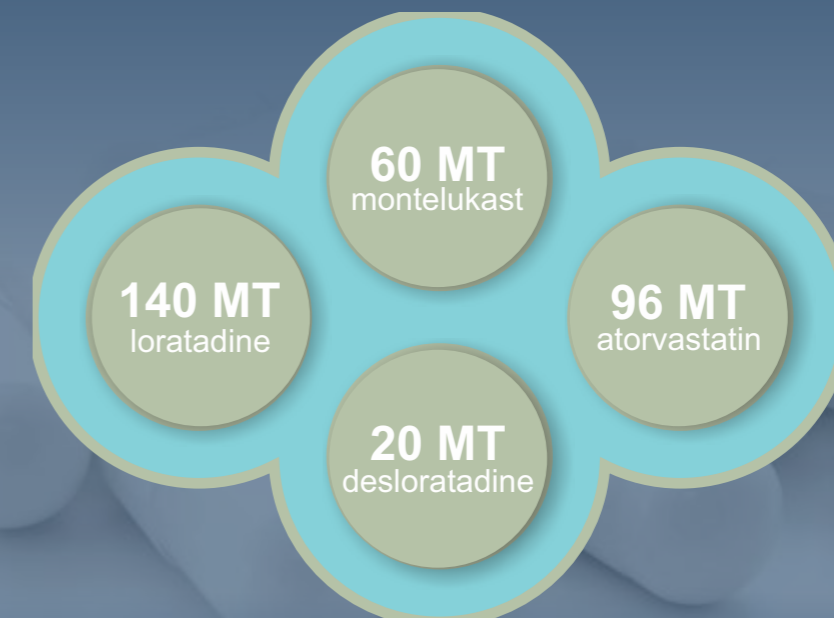 60 MT
montelukast
140 MT
loratadine
96 MT
atorvastatin
20 MT
desloratadine